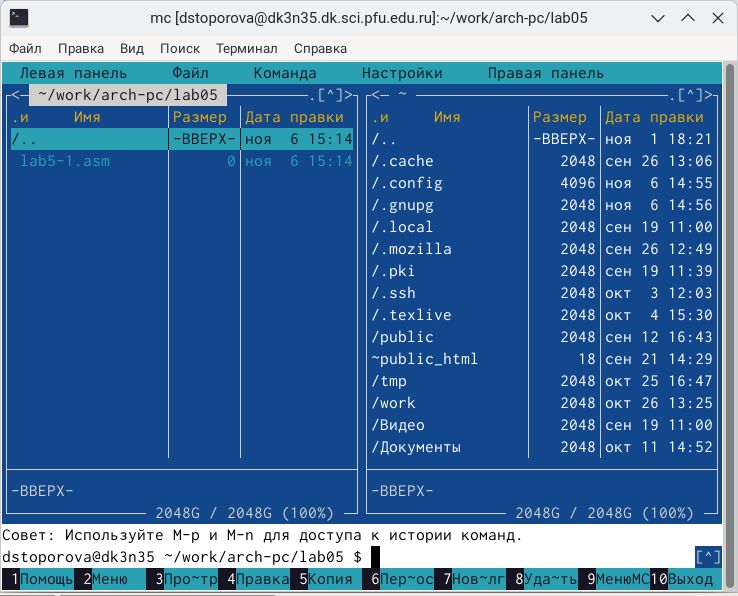 mc [dstoporova@dk3n35.dk.sci.pfu.edu.ru]:~/work/arch-pc/lab05
Файл Правка Вид Поиск Терминал Справка
Левая панель Файл Команда Настройки Правая панель
<─ ~/work/arch-pc/lab05 .[^]> <─ ~ .[^]>
.и Имя Размер Дата правки .и Имя Размер Дата правки
/.. -ВВЕРХ- ноя 6 15:14 /.. -ВВЕРХ- ноя 1 18:21
lab5-1.asm 0 ноя 6 15:14 /.cache 2048 сен 26 13:06
/.config 4096 ноя 6 14:55
/.gnupg 2048 ноя 6 14:56
/.local 2048 сен 19 11:00
/.mozilla 2048 сен 26 12:49
/.pki 2048 сен 19 11:39
/.ssh 2048 окт 3 12:03
/.texlive 2048 окт 4 15:30
/public 2048 сен 12 16:43
~public_html 18 сен 21 14:29
/tmp 2048 окт 25 16:47
/work 2048 окт 26 13:25
/Видео 2048 сен 19 11:00
/Документы 2048 окт 11 14:52
-ВВЕРХ- -ВВЕРХ-
2048G / 2048G (100%) 2048G / 2048G (100%)
Совет: Используйте M-p и M-n для доступа к истории команд.
dstoporova@dk3n35 ~/work/arch-pc/lab05 $ [^]
1Помощь 2Меню 3Про~тр 4Правка 5Копия 6Пер~ос 7Нов~лг 8Уда~ть 9МенюMC 10Выход